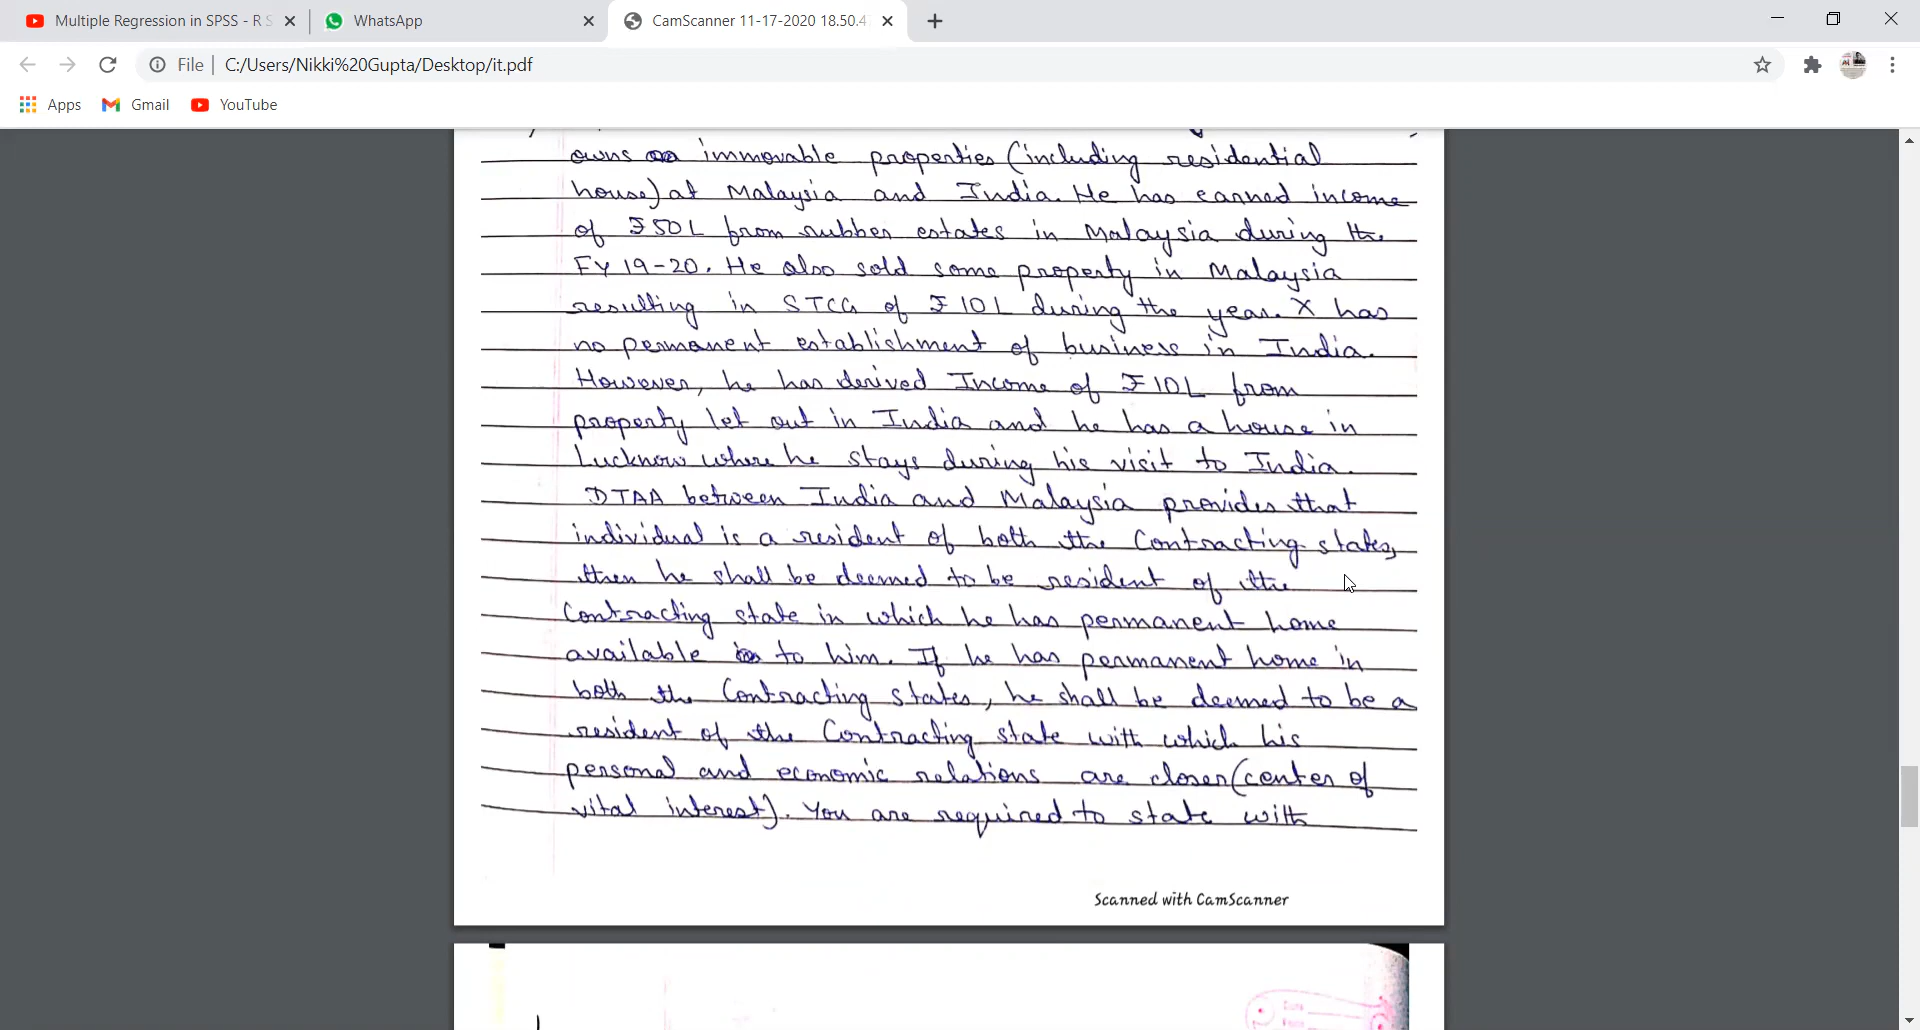 Multiple Regression in SPSS - R S
WhatsApp
CamScanner 11-17-2020 18.50.4
File | C:/Users/Nikki%20Gupta/Desktop/it.pdf
Apps Gmail YouTube
owns immovable properties (including residential
house) at Malaysia and India. He has earned income
of ₹50L from rubber estates in Malaysia during the
FY 19-20. He also sold some property in Malaysia
resulting in STCG of ₹10L during the year. X has
no permanent establishment of business in India.
However, he has derived Income of ₹10L from
property let out in India and he has a house in
Lucknow where he stays during his visit to India.
DTAA between India and Malaysia provides that
individual is a resident of both the Contracting states,
then he shall be deemed to be resident of the
Contracting state in which he has permanent home
available to him. If he has permanent home in
both the Contracting states, he shall be deemed to be a
resident of the Contracting state with which his
personal and economic relations are closer (center of
vital interest). You are required to state with
Scanned with CamScanner